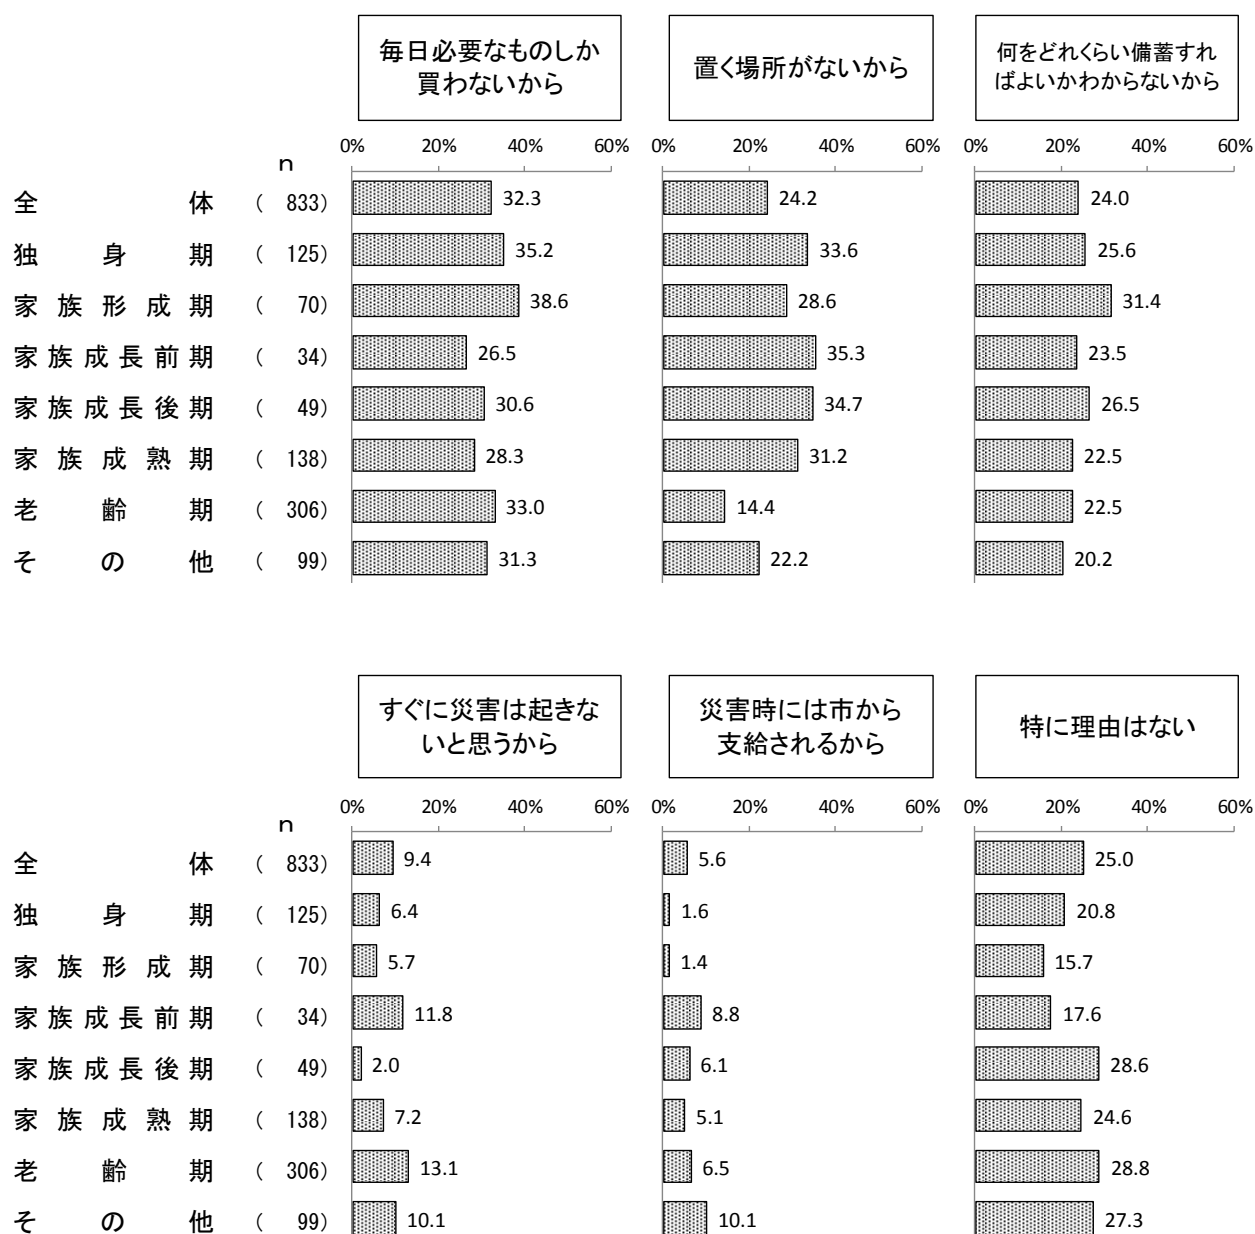 毎日必要なものしか
買わないから
置く場所がないから
何をどれくらい備蓄すれ
ばよいかわからないから
0% 20% 40% 60% 0% 20% 40% 60% 0% 20% 40% 60%
n
全体 ( 833) 32.3 24.2 24.0
独身期 ( 125) 35.2 33.6 25.6
家族形成期 ( 70) 38.6 28.6 31.4
家族成長前期 ( 34) 26.5 35.3 23.5
家族成長後期 ( 49) 30.6 34.7 26.5
家族成熟期 ( 138) 28.3 31.2 22.5
老齢期 ( 306) 33.0 14.4 22.5
その他 ( 99) 31.3 22.2 20.2
すぐに災害は起きな
いと思うから
災害時には市から
支給されるから
特に理由はない
0% 20% 40% 60% 0% 20% 40% 60% 0% 20% 40% 60%
n
全体 ( 833) 9.4 5.6 25.0
独身期 ( 125) 6.4 1.6 20.8
家族形成期 ( 70) 5.7 1.4 15.7
家族成長前期 ( 34) 11.8 8.8 17.6
家族成長後期 ( 49) 2.0 6.1 28.6
家族成熟期 ( 138) 7.2 5.1 24.6
老齢期 ( 306) 13.1 6.5 28.8
その他 ( 99) 10.1 10.1 27.3